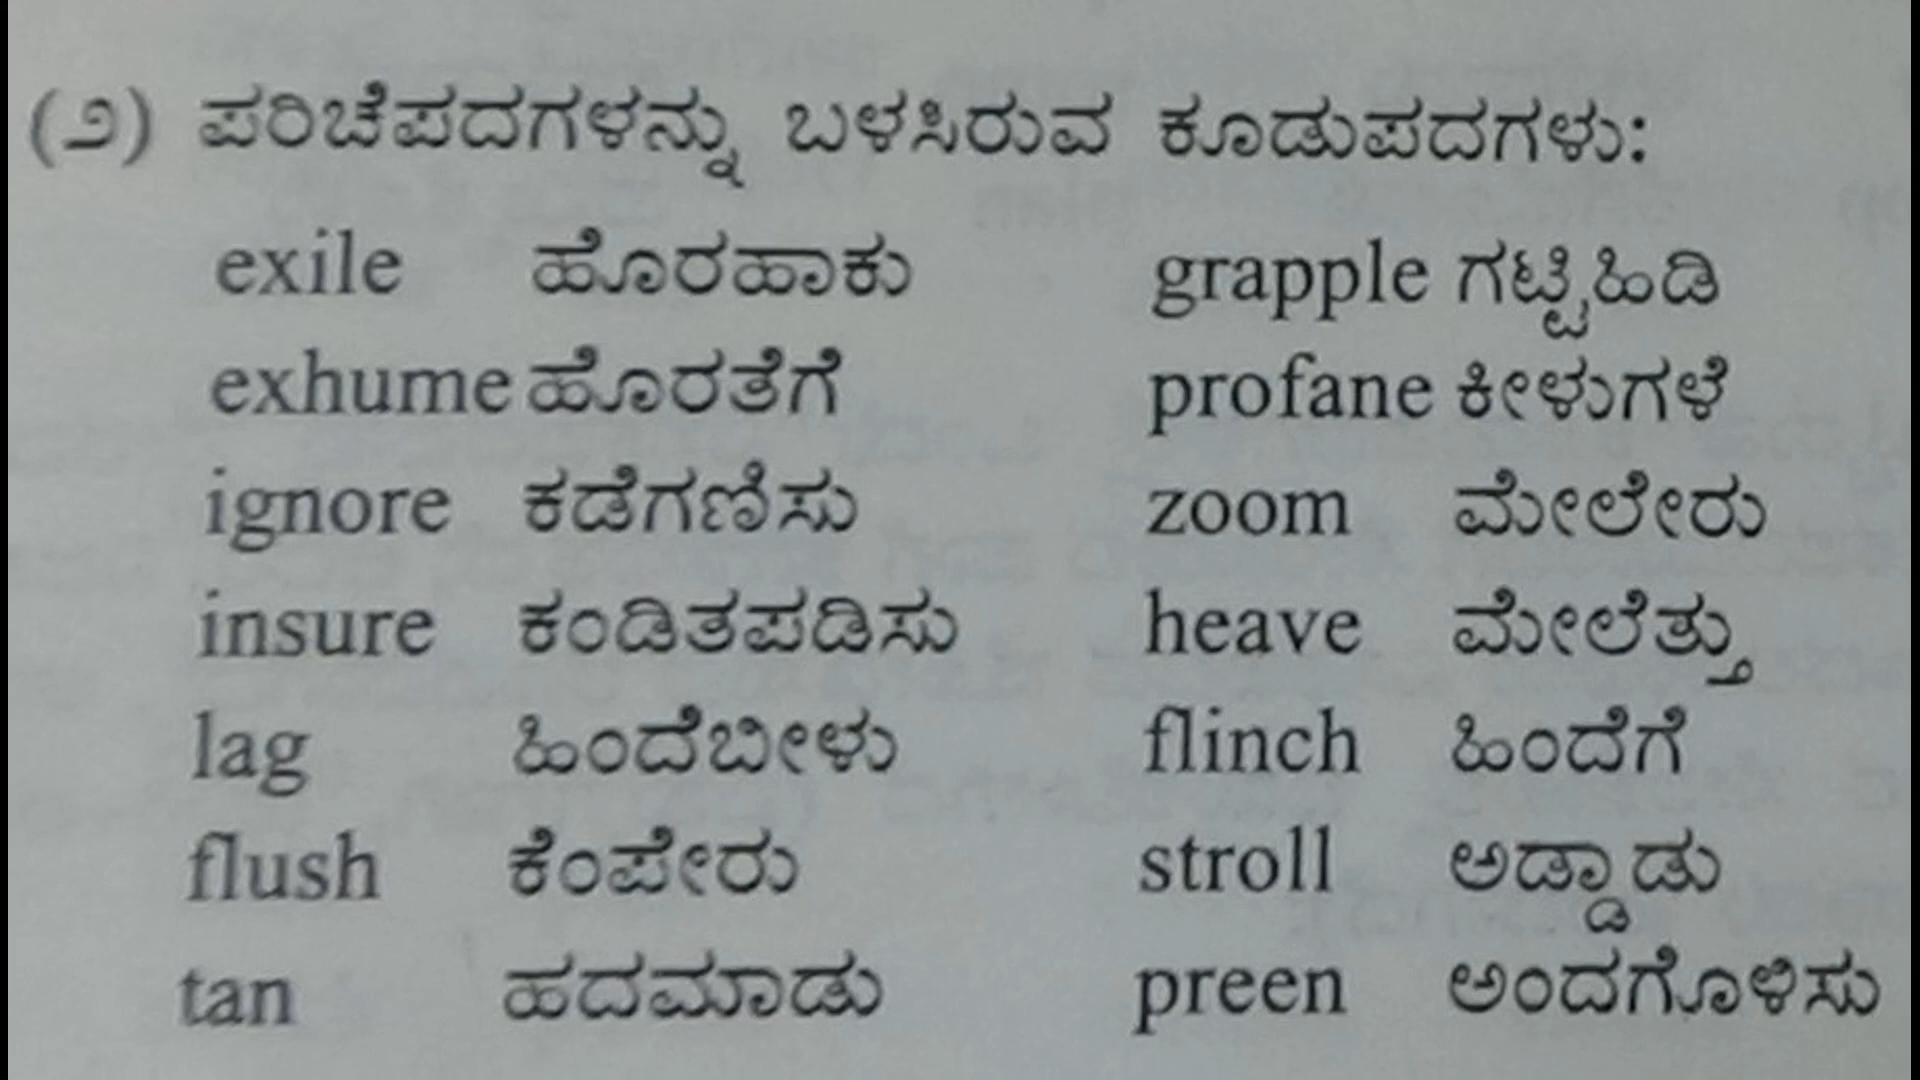 (೨) ಪರಿಚೆಪದಗಳನ್ನು ಬಳಸಿರುವ ಕೂಡುಪದಗಳು:
exile ಹೊರಹಾಕು grapple ಗಟ್ಟಿಹಿಡಿ
exhume ಹೊರತೆಗೆ profane ಕೀಳುಗಳೆ
ignore ಕಡೆಗಣಿಸು zoom ಮೇಲೇರು
insure ಕಂಡಿತಪಡಿಸು heave ಮೇಲೆತ್ತು
lag ಹಿಂದೆಬೀಳು flinch ಹಿಂದೆಗೆ
flush ಕೆಂಪೇರು stroll ಅಡ್ಡಾಡು
tan ಹದಮಾಡು preen ಅಂದಗೊಳಿಸು